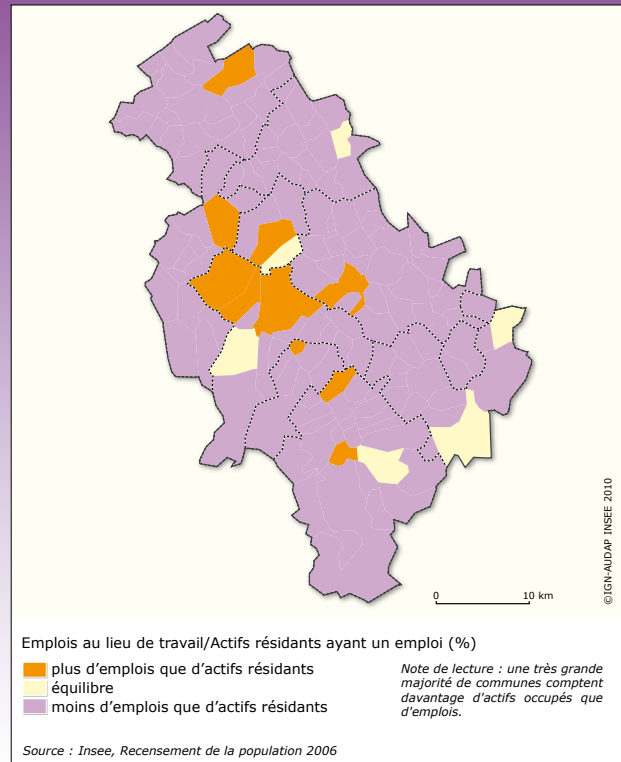 ©IGN-AUDAP INSEE 2010
0 10 km
Emplois au lieu de travail/Actifs résidants ayant un emploi (%)
plus d'emplois que d'actifs résidants
équilibre
moins d'emplois que d'actifs résidants
Note de lecture : une très grande
majorité de communes comptent
davantage d'actifs occupés que
d'emplois.
Source : Insee, Recensement de la population 2006